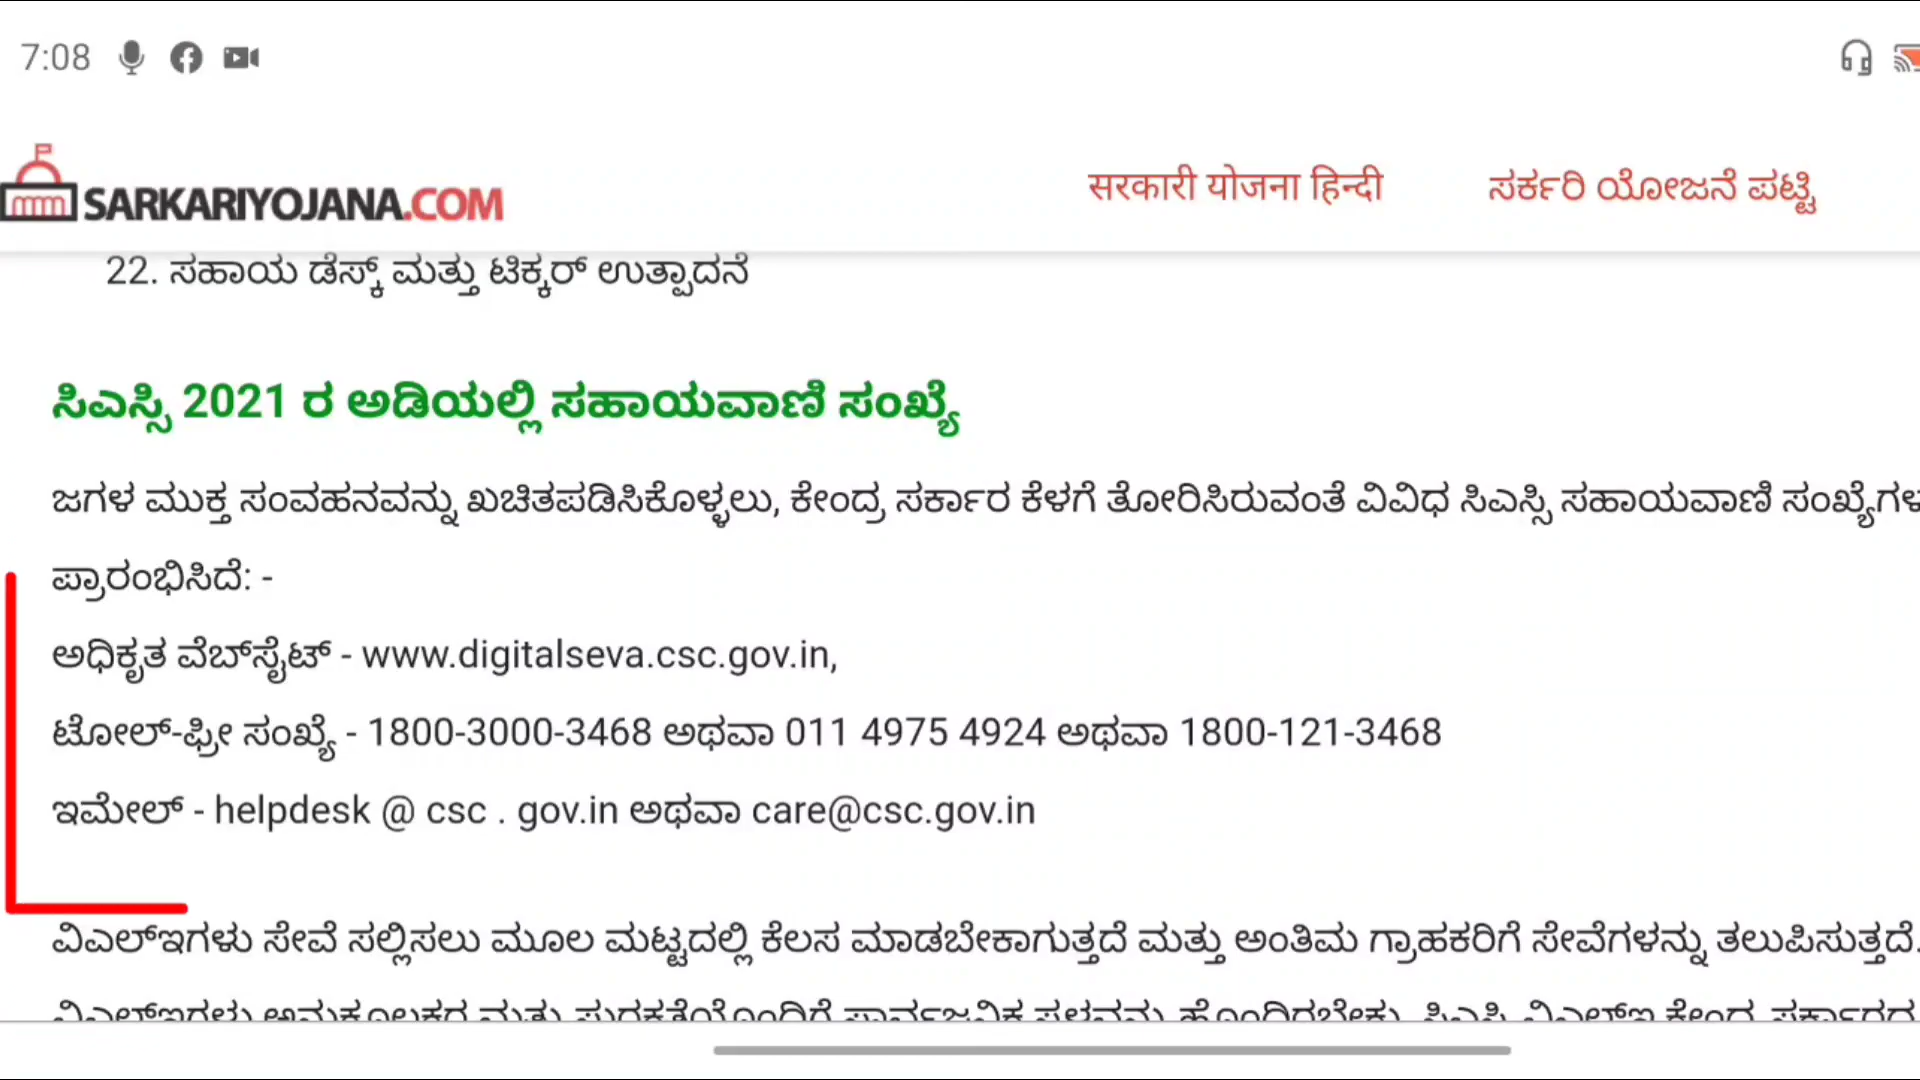 7:08
SARKARIYOJANA.COM
सरकारी योजना हिन्दी
ಸರ್ಕರಿ ಯೋಜನೆ ಪಟ್ಟಿ
22. ಸಹಾಯ ಡೆಸ್ಕ್ ಮತ್ತು ಟಿಕ್ಕರ್ ಉತ್ಪಾದನೆ
ಸಿಎಸ್ಸಿ 2021 ರ ಅಡಿಯಲ್ಲಿ ಸಹಾಯವಾಣಿ ಸಂಖ್ಯೆ
ಜಗಳ ಮುಕ್ತ ಸಂವಹನವನ್ನು ಖಚಿತಪಡಿಸಿಕೊಳ್ಳಲು, ಕೇಂದ್ರ ಸರ್ಕಾರ ಕೆಳಗೆ ತೋರಿಸಿರುವಂತೆ ವಿವಿಧ ಸಿಎಸ್ಸಿ ಸಹಾಯವಾಣಿ ಸಂಖ್ಯೆಗಳ
ಪ್ರಾರಂಭಿಸಿದೆ: -
ಅಧಿಕೃತ ವೆಬ್‌ಸೈಟ್ - www.digitalseva.csc.gov.in,
ಟೋಲ್-ಫ್ರೀ ಸಂಖ್ಯೆ - 1800-3000-3468 ಅಥವಾ 011 4975 4924 ಅಥವಾ 1800-121-3468
ಇಮೇಲ್ - helpdesk @ csc . gov.in ಅಥವಾ care@csc.gov.in
ವಿಎಲ್‌ಇಗಳು ಸೇವೆ ಸಲ್ಲಿಸಲು ಮೂಲ ಮಟ್ಟದಲ್ಲಿ ಕೆಲಸ ಮಾಡಬೇಕಾಗುತ್ತದೆ ಮತ್ತು ಅಂತಿಮ ಗ್ರಾಹಕರಿಗೆ ಸೇವೆಗಳನ್ನು ತಲುಪಿಸುತ್ತದೆ.